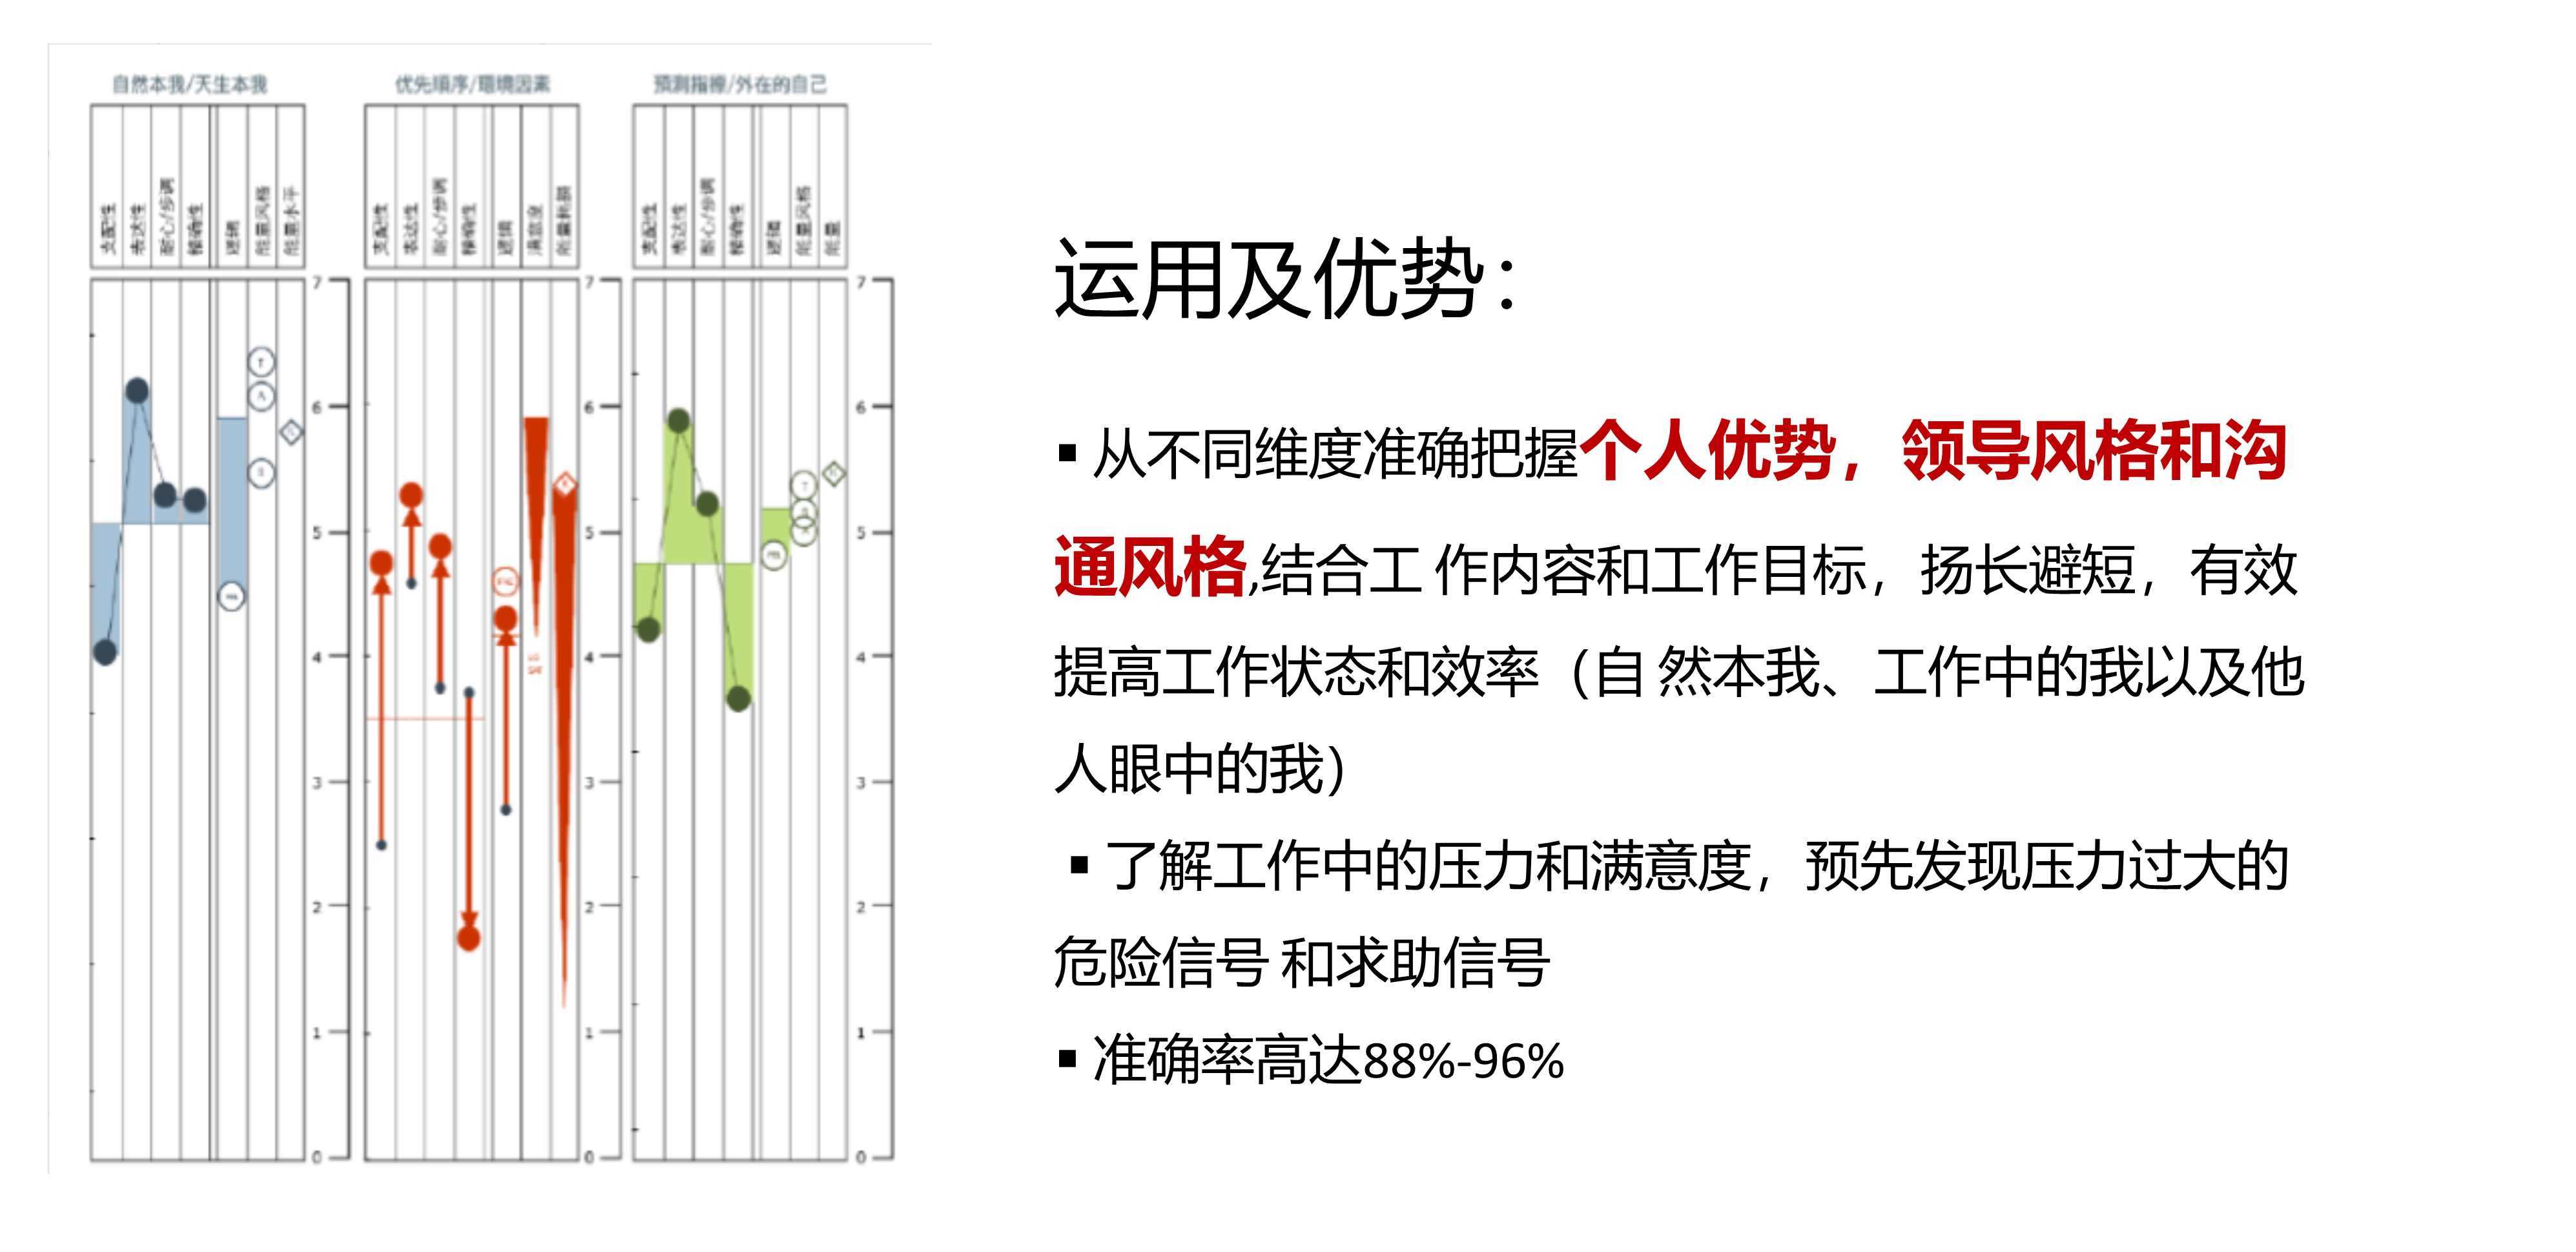 自然本我/天生本我
优先順序/環境因素
預測指標/外在的自己
支配性
表达性
耐心/步调
精确性
逻辑
能量风格
能量水平
支配性
表达性
耐心/步调
精确性
逻辑
满意度
能量耗损
支配性
表达性
耐心/步调
精确性
逻辑
能量风格
能量
7
6
5
4
3
2
1
0
7
6
5
4
3
2
1
0
7
6
5
4
3
2
1
0
T
A
运用及优势：
▪ 从不同维度准确把握个人优势，领导风格和沟
通风格,结合工 作内容和工作目标，扬长避短，有效
提高工作状态和效率（自 然本我、工作中的我以及他
人眼中的我）
▪ 了解工作中的压力和满意度，预先发现压力过大的
危险信号 和求助信号
▪ 准确率高达88%-96%